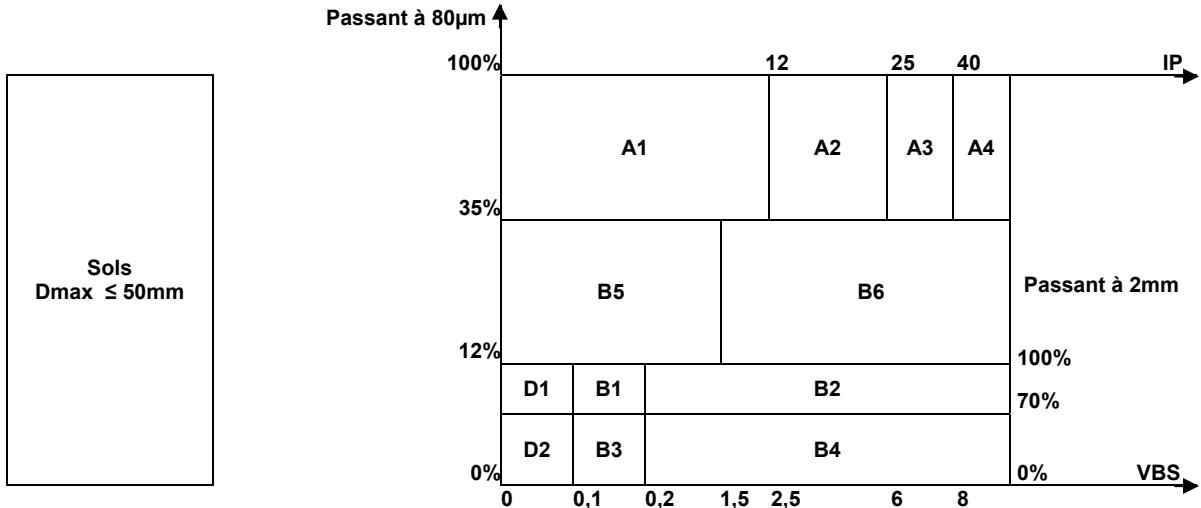 Passant à 80µm
100% 12 25 40 IP
A1 A2 A3 A4
35%
Sols
Dmax ≤ 50mm
B5 B6 Passant à 2mm
12% 100%
D1 B1 B2
70%
D2 B3 B4
0% 0% VBS
0 0,1 0,2 1,5 2,5 6 8